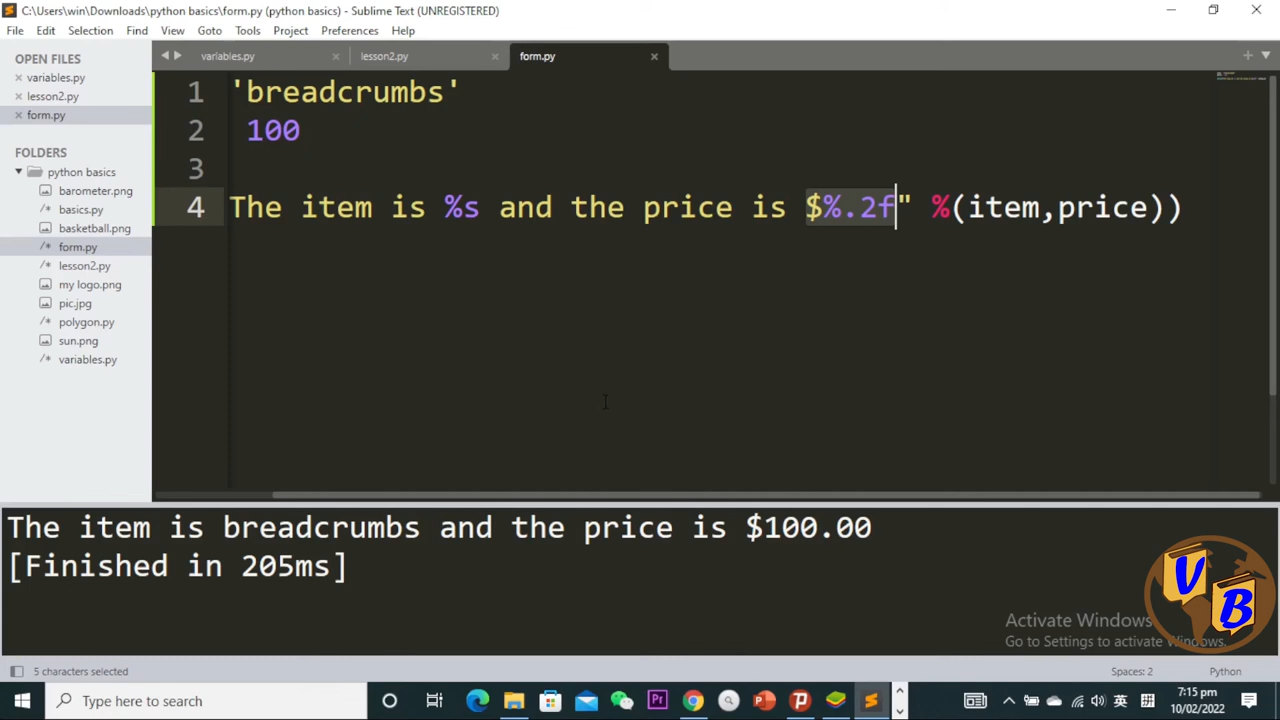 C:\Users\win\Downloads\python basics\form.py (python basics) - Sublime Text (UNREGISTERED)
File Edit Selection Find View Goto Tools Project Preferences Help
OPEN FILES
variables.py
lesson2.py
form.py
FOLDERS
python basics
barometer.png
basics.py
basketball.png
form.py
lesson2.py
my logo.png
pic.jpg
polygon.py
sun.png
variables.py
variables.py lesson2.py form.py
1 'breadcrumbs'
2 100
3
4 The item is %s and the price is $%.2f" %(item,price))
The item is breadcrumbs and the price is $100.00
[Finished in 205ms]
V B
Activate Windows
Go to Settings to activate Windows.
5 characters selected Spaces: 2 Python
Type here to search
Pr
英 拼
7:15 pm
10/02/2022